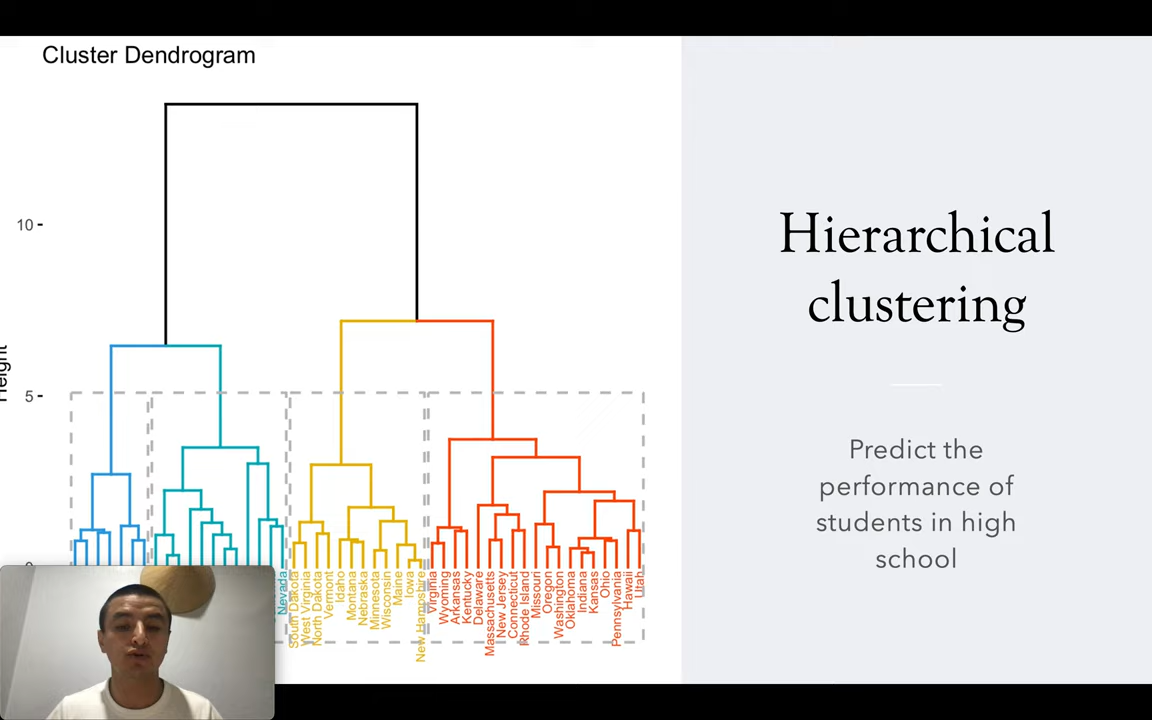 Cluster Dendrogram
Height
10
5
Nevada
South Dakota
West Virginia
North Dakota
Vermont
Idaho
Montana
Nebraska
Minnesota
Wisconsin
Maine
Iowa
New Hampshire
Virginia
Wyoming
Arkansas
Kentucky
Delaware
Massachusetts
New Jersey
Connecticut
Rhode Island
Missouri
Oregon
Washington
Oklahoma
Indiana
Kansas
Ohio
Pennsylvania
Hawaii
Utah
Hierarchical
clustering
Predict the
performance of
students in high
school